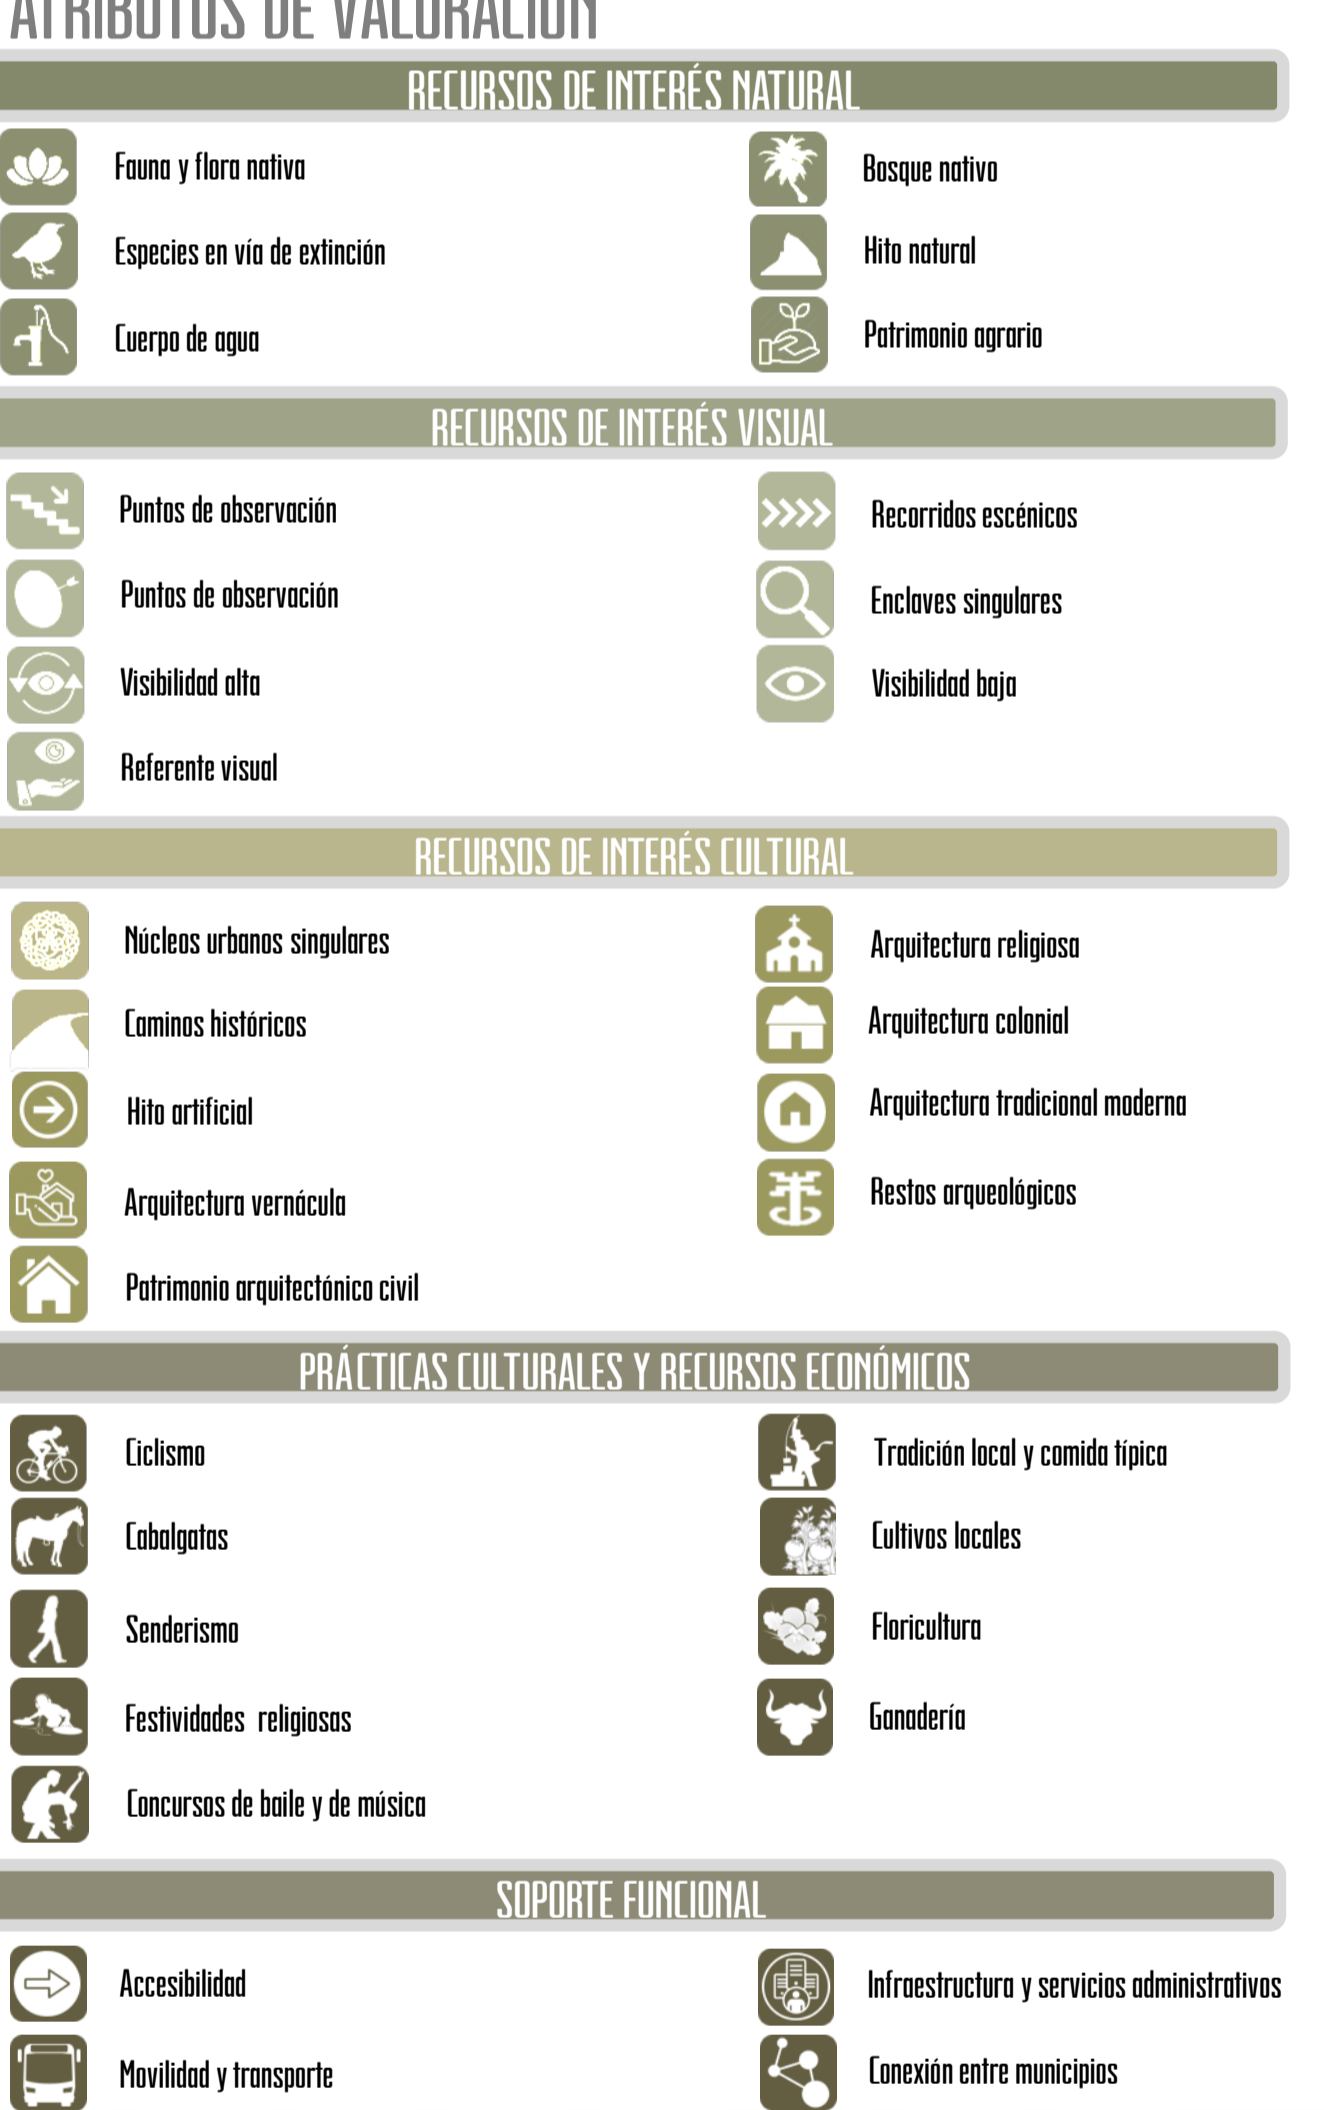 ATRIBUTOS DE VALORACIÓN
RECURSOS DE INTERÉS NATURAL
Fauna y flora nativa
Bosque nativo
Especies en vía de extinción
Hito natural
Cuerpo de agua
Patrimonio agrario
RECURSOS DE INTERÉS VISUAL
Puntos de observación
Recorridos escénicos
Puntos de observación
Enclaves singulares
Visibilidad alta
Visibilidad baja
Referente visual
RECURSOS DE INTERÉS CULTURAL
Núcleos urbanos singulares
Arquitectura religiosa
Caminos históricos
Arquitectura colonial
Hito artificial
Arquitectura tradicional moderna
Arquitectura vernácula
Restos arqueológicos
Patrimonio arquitectónico civil
PRÁCTICAS CULTURALES Y RECURSOS ECONÓMICOS
Ciclismo
Tradición local y comida típica
Cabalgatas
Cultivos locales
Senderismo
Floricultura
Festividades religiosas
Ganadería
Concursos de baile y de música
SOPORTE FUNCIONAL
Accesibilidad
Infraestructura y servicios administrativos
Movilidad y transporte
Conexión entre municipios